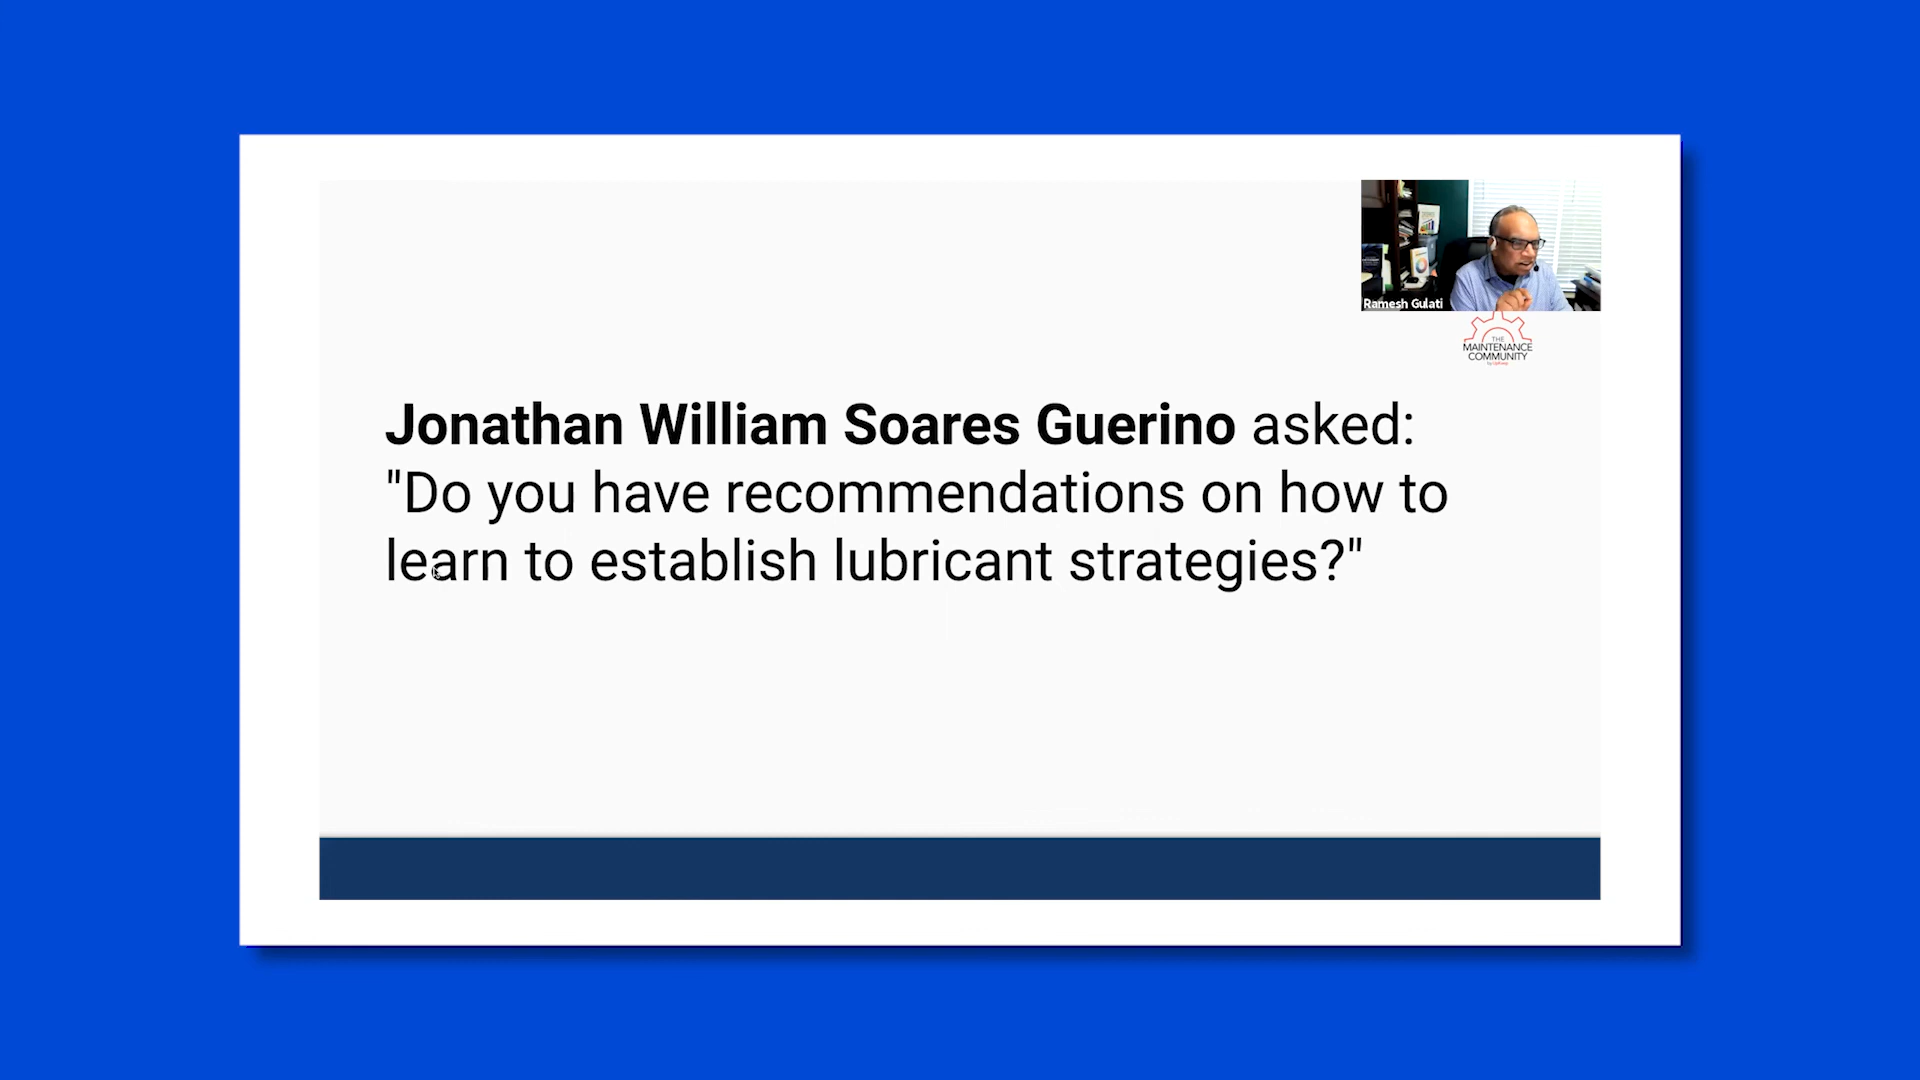 Ramesh Gulati
THE
MAINTENANCE
COMMUNITY
Jonathan William Soares Guerino asked:
"Do you have recommendations on how to
learn to establish lubricant strategies?"